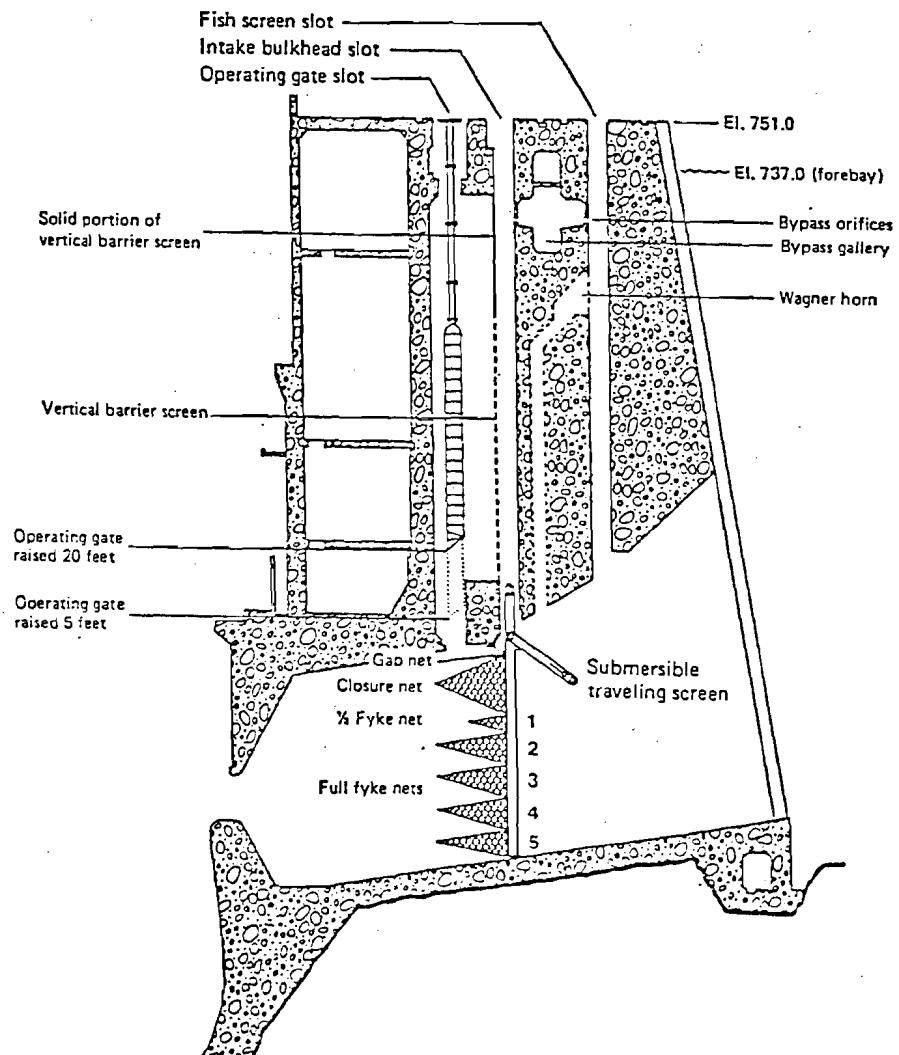 Fish screen slot
Intake bulkhead slot
Operating gate slot
El. 751.0
El. 737.0 (forebay)
Solid portion of
vertical barrier screen
Bypass orifices
Bypass gallery
Wagner horn
Vertical barrier screen
Operating gate
raised 20 feet
Operating gate
raised 5 feet
Gap net
Closure net
Submersible
traveling screen
½ Fyke net
1
2
Full fyke nets
3
4
5